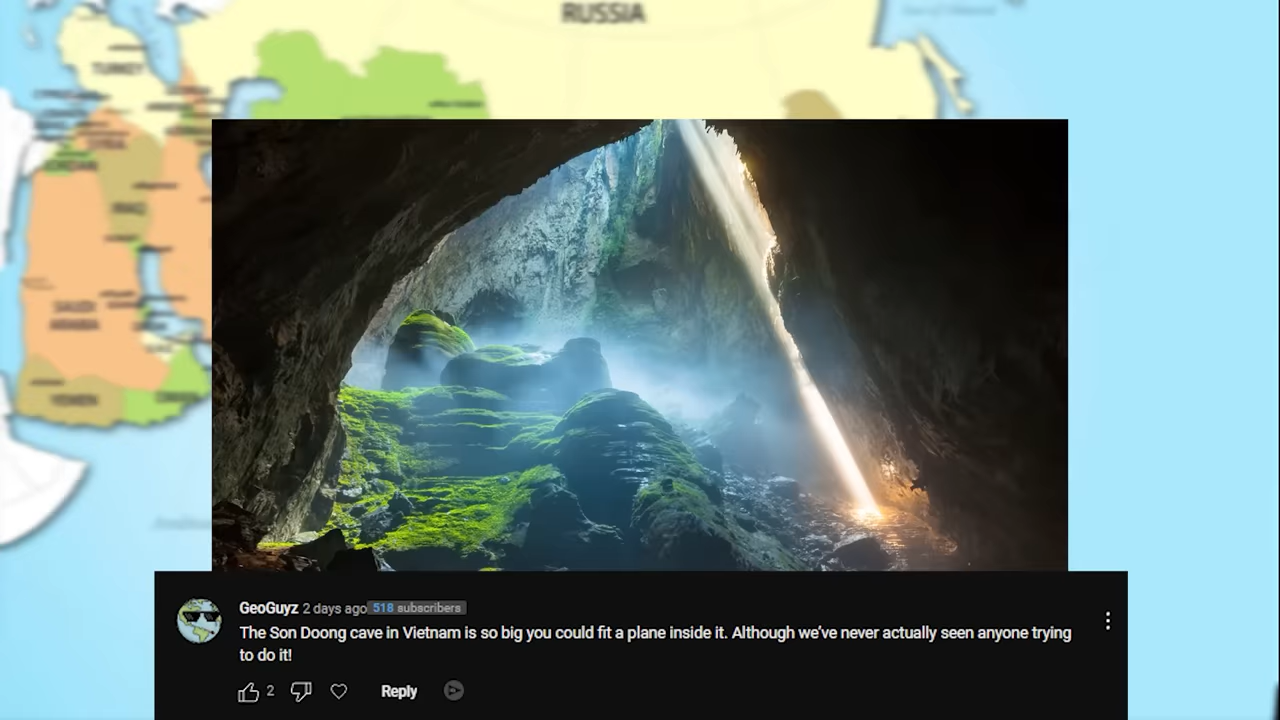 RUSSIA
TURKEY
SAUDI
ARABIA
YEMEN
GeoGuyz 2 days ago 518 subscribers
The Son Doong cave in Vietnam is so big you could fit a plane inside it. Although we've never actually seen anyone trying
to do it!
2 Reply